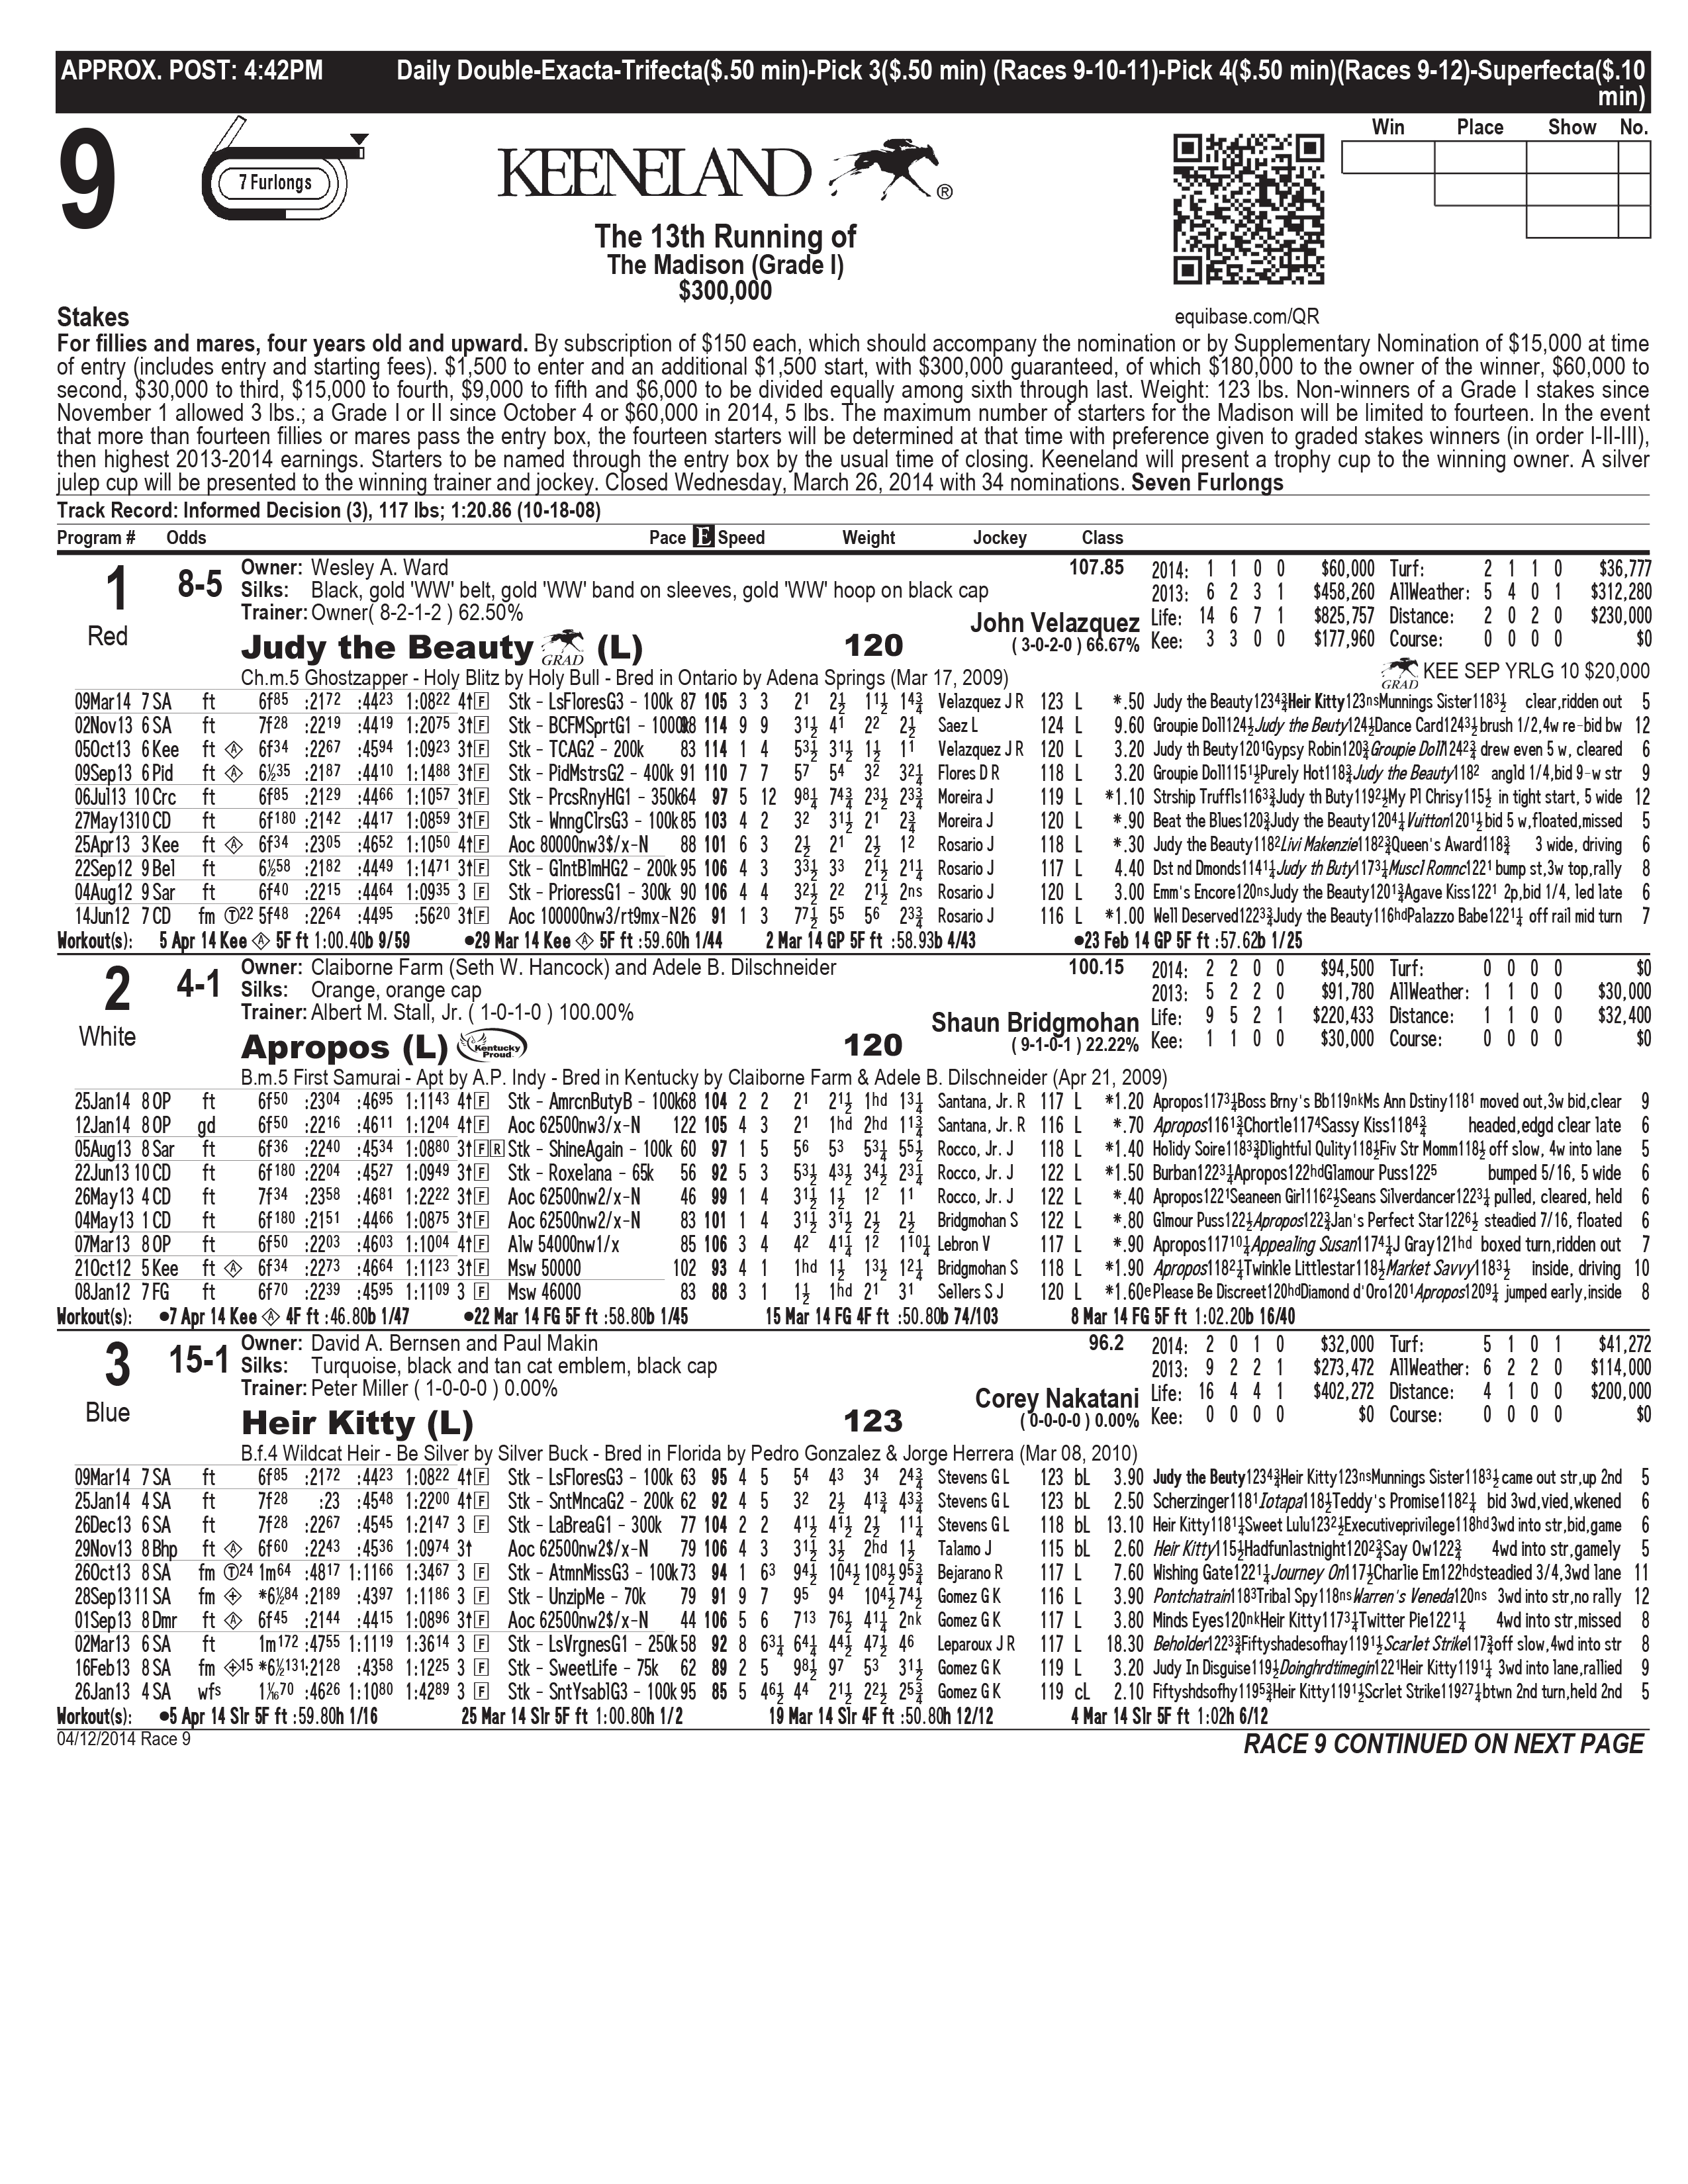 APPROX. POST: 4:42PM Daily Double-Exacta-Trifecta($.50 min)-Pick 3($.50 min) (Races 9-10-11)-Pick 4($.50 min)(Races 9-12)-Superfecta($.10 min)
9
7 Furlongs
KEENELAND ®
Win Place Show No.
The 13th Running of
The Madison (Grade I)
$300,000
equibase.com/QR
Stakes
For fillies and mares, four years old and upward. By subscription of $150 each, which should accompany the nomination or by Supplementary Nomination of $15,000 at time
of entry (includes entry and starting fees). $1,500 to enter and an additional $1,500 start, with $300,000 guaranteed, of which $180,000 to the owner of the winner, $60,000 to
second, $30,000 to third, $15,000 to fourth, $9,000 to fifth and $6,000 to be divided equally among sixth through last. Weight: 123 lbs. Non-winners of a Grade I stakes since
November 1 allowed 3 lbs.; a Grade I or II since October 4 or $60,000 in 2014, 5 lbs. The maximum number of starters for the Madison will be limited to fourteen. In the event
that more than fourteen fillies or mares pass the entry box, the fourteen starters will be determined at that time with preference given to graded stakes winners (in order I-II-III),
then highest 2013-2014 earnings. Starters to be named through the entry box by the usual time of closing. Keeneland will present a trophy cup to the winning owner. A silver
julep cup will be presented to the winning trainer and jockey. Closed Wednesday, March 26, 2014 with 34 nominations. Seven Furlongs
Track Record: Informed Decision (3), 117 lbs; 1:20.86 (10-18-08)
Program # Odds Pace E Speed Weight Jockey Class
1 8-5 Owner: Wesley A. Ward 107.85 2014: 1 1 0 0 $60,000 Turf: 2 1 1 0 $36,777
Red Silks: Black, gold 'WW' belt, gold 'WW' band on sleeves, gold 'WW' hoop on black cap 2013: 6 2 3 1 $458,260 AllWeather: 5 4 0 1 $312,280
Trainer: Owner( 8-2-1-2 ) 62.50% John Velazquez Life: 14 6 7 1 $825,757 Distance: 2 0 2 0 $230,000
Judy the Beauty GRAD (L) 120 ( 3-0-2-0 ) 66.67% Kee: 3 3 0 0 $177,960 Course: 0 0 0 0 $0
Ch.m.5 Ghostzapper - Holy Blitz by Holy Bull - Bred in Ontario by Adena Springs (Mar 17, 2009) GRAD KEE SEP YRLG 10 $20,000
09Mar14 7 SA ft 6f85 :2172 :4423 1:0822 4↑ F Stk - LsFloresG3 - 100k 87 105 3 3 21 2½ 11½ 14¾ Velazquez J R 123 L *.50 Judy the Beauty1234¾Heir Kitty123nsMunnings Sister1183½ clear,ridden out 5
02Nov13 6 SA ft 7f28 :2219 :4419 1:2075 3↑ F Stk - BCFMSprtG1 - 114 9 9 31½ 41 22 2½ Saez L 124 L 9.60 Groupie Doll124½Judy the Beuty124½Dance Card1243½ brush 1/2,4w re-bid bw 12
05Oct13 6 Kee ft A 6f34 :2267 :4594 1:0923 3↑ F Stk - TCAG2 - 200k 83 114 1 4 53½ 31½ 1½ 11 Velazquez J R 120 L 3.20 Judy th Beuty1201Gypsy Robin120¾Groupie Doll1242¾ drew even 5 w, cleared 6
09Sep13 6 Pid ft A 6½35 :2187 :4410 1:1488 3↑ F Stk - PidMstrsG2 - 400k 91 110 7 7 57 54 32 32¼ Flores D R 118 L 3.20 Groupie Doll1151½Purely Hot118¾Judy the Beauty1182 angld 1/4,bid 9-w str 9
06Jul13 10 Crc ft 6f85 :2129 :4466 1:1057 3↑ F Stk - PrcsRnyHG1 - 350k 64 97 5 12 98¼ 74¾ 23½ 23¾ Moreira J 119 L *1.10 Strship Truffls1163¾Judy th Buty1192½My Pl Chrisy115½ in tight start, 5 wide 12
27May13 10 CD ft 6f180 :2142 :4417 1:0859 3↑ F Stk - WnngClrsG3 - 100k 85 103 4 2 32 31½ 21 2¾ Moreira J 120 L *.90 Beat the Blues120¾Judy the Beauty1204¼Vuitton1201½ bid 5 w,floated,missed 5
25Apr13 3 Kee ft A 6f34 :2305 :4652 1:1050 4↑ F Aoc 80000nw3$/x-N 88 101 6 3 2½ 21 2½ 12 Rosario J 118 L *.30 Judy the Beauty1182Livi Makenzie1182¾Queen's Award118¾ 3 wide, driving 6
22Sep12 9 Bel ft 6½58 :2182 :4449 1:1471 3↑ F Stk - GlntBlmHG2 - 200k 95 106 4 3 33½ 33 21½ 21¼ Rosario J 117 L 4.40 Dst nd Dmonds1141¼Judy th Buty1173¼Muscl Romnc1221 bump st,3w top,rally 8
04Aug12 9 Sar ft 6f40 :2215 :4464 1:0935 3 F Stk - PrioressG1 - 300k 90 106 4 4 32½ 22 21½ 2ns Rosario J 120 L 3.00 Emm's Encore120nsJudy the Beauty1201¾Agave Kiss1221 2p,bid 1/4, led late 6
14Jun12 7 CD fm T 22 5f48 :2264 :4495 :5620 3↑ F Aoc 100000nw3/rt9mx-N 26 91 1 3 77½ 55 56 23¾ Rosario J 116 L *1.00 Well Deserved1223¾Judy the Beauty116hdPalazzo Babe1221¼ off rail mid turn 7
Workout(s): 5 Apr 14 Kee A 5F ft 1:00.40b 9/59 ●29 Mar 14 Kee A 5F ft :59.60h 1/44 2 Mar 14 GP 5F ft :58.93b 4/43 ●23 Feb 14 GP 5F ft :57.62b 1/25
2 4-1 Owner: Claiborne Farm (Seth W. Hancock) and Adele B. Dilschneider 100.15 2014: 2 2 0 0 $94,500 Turf: 0 0 0 0 $0
White Silks: Orange, orange cap 2013: 5 2 2 0 $91,780 AllWeather: 1 1 0 0 $30,000
Trainer: Albert M. Stall, Jr. ( 1-0-1-0 ) 100.00% Shaun Bridgmohan Life: 9 5 2 1 $220,433 Distance: 1 1 0 0 $32,400
Apropos (L) Kentucky Proud 120 ( 9-1-0-1 ) 22.22% Kee: 1 1 0 0 $30,000 Course: 0 0 0 0 $0
B.m.5 First Samurai - Apt by A.P. Indy - Bred in Kentucky by Claiborne Farm & Adele B. Dilschneider (Apr 21, 2009)
25Jan14 8 OP ft 6f50 :2304 :4695 1:1143 4↑ F Stk - AmrcnButyB - 100k 68 104 2 2 21 21½ 1hd 13¼ Santana, Jr. R 117 L *1.20 Apropos1173¼Boss Brny's Bb119nkMs Ann Dstiny1181 moved out,3w bid,clear 9
12Jan14 8 OP gd 6f50 :2216 :4611 1:1204 4↑ F Aoc 62500nw3/x-N 122 105 4 3 21 1hd 2hd 11¾ Santana, Jr. R 116 L *.70 Apropos1161¾Chortle1174Sassy Kiss1184¾ headed,edgd clear late 6
05Aug13 8 Sar ft 6f36 :2240 :4534 1:0880 3↑ F R Stk - ShineAgain - 100k 60 97 1 5 56 53 53¼ 55½ Rocco, Jr. J 118 L *1.40 Holidy Soire1183¾Dlightful Qulity118½Fiv Str Momm118½ off slow, 4w into lane 5
22Jun13 10 CD ft 6f180 :2204 :4527 1:0949 3↑ F Stk - Roxelana - 65k 56 92 5 3 53½ 43½ 34½ 23¼ Rocco, Jr. J 122 L *1.50 Burban1223¼Apropos122hdGlamour Puss1225 bumped 5/16, 5 wide 6
26May13 4 CD ft 7f34 :2358 :4681 1:2222 3↑ F Aoc 62500nw2/x-N 46 99 1 4 31½ 1½ 12 11 Rocco, Jr. J 122 L *.40 Apropos1221Seaneen Girl1162½Seans Silverdancer1223¼ pulled, cleared, held 6
04May13 1 CD ft 6f180 :2151 :4466 1:0875 3↑ F Aoc 62500nw2/x-N 83 101 1 4 31½ 31½ 2½ 2½ Bridgmohan S 122 L *.80 Glmour Puss122½Apropos122¾Jan's Perfect Star1226½ steadied 7/16, floated 6
07Mar13 8 OP ft 6f50 :2203 :4603 1:1004 4↑ F Alw 54000nw1/x 85 106 3 4 42 41¼ 12 110¼ Lebron V 117 L *.90 Apropos11710¼Appealing Susan1174¼J Gray121hd boxed turn,ridden out 7
21Oct12 5 Kee ft A 6f34 :2273 :4664 1:1123 3↑ F Msw 50000 102 93 4 1 1hd 1½ 13½ 12¼ Bridgmohan S 118 L *1.90 Apropos1182¼Twinkle Littlestar118½Market Savvy1183½ inside, driving 10
08Jan12 7 FG ft 6f70 :2239 :4595 1:1109 3 F Msw 46000 83 88 3 1 1½ 1hd 21 31 Sellers S J 120 L *1.60e Please Be Discreet120hdDiamond d'Oro1201Apropos1209¼ jumped early,inside 8
Workout(s): ●7 Apr 14 Kee A 4F ft :46.80b 1/47 ●22 Mar 14 FG 5F ft :58.80b 1/45 15 Mar 14 FG 4F ft :50.80b 74/103 8 Mar 14 FG 5F ft 1:02.20b 16/40
3 15-1 Owner: David A. Bernsen and Paul Makin 96.2 2014: 2 0 1 0 $32,000 Turf: 5 1 0 1 $41,272
Blue Silks: Turquoise, black and tan cat emblem, black cap 2013: 9 2 2 1 $273,472 AllWeather: 6 2 2 0 $114,000
Trainer: Peter Miller ( 1-0-0-0 ) 0.00% Corey Nakatani Life: 16 4 4 1 $402,272 Distance: 4 1 0 0 $200,000
Heir Kitty (L) 123 ( 0-0-0-0 ) 0.00% Kee: 0 0 0 0 $0 Course: 0 0 0 0 $0
B.f.4 Wildcat Heir - Be Silver by Silver Buck - Bred in Florida by Pedro Gonzalez & Jorge Herrera (Mar 08, 2010)
09Mar14 7 SA ft 6f85 :2172 :4423 1:0822 4↑ F Stk - LsFloresG3 - 100k 63 95 4 5 54 43 34 24¾ Stevens G L 123 bL 3.90 Judy the Beuty1234¾Heir Kitty123nsMunnings Sister1183½ came out str,up 2nd 5
25Jan14 4 SA ft 7f28 :23 :4548 1:2200 4↑ F Stk - SntMncaG2 - 200k 62 92 4 5 32 2½ 41¾ 43¾ Stevens G L 123 bL 2.50 Scherzinger1181Iotapa118½Teddy's Promise1182¼ bid 3wd,vied,wkened 6
26Dec13 6 SA ft 7f28 :2267 :4545 1:2147 3 F Stk - LaBreaG1 - 300k 77 104 2 2 41½ 41½ 2½ 11¼ Stevens G L 118 bL 13.10 Heir Kitty1181¼Sweet Lulu1232½Executiveprivilege118hd 3wd into str,bid,game 6
29Nov13 8 Bhp ft A 6f60 :2243 :4536 1:0974 3↑ Aoc 62500nw2$/x-N 79 106 4 3 31½ 3½ 2hd 1½ Talamo J 115 bL 2.60 Heir Kitty115½Hadfunlastnight1202¾Say Ow122¾ 4wd into str,gamely 5
26Oct13 8 SA fm T 24 1m64 :4817 1:1166 1:3467 3 F Stk - AtmnMissG3 - 100k 73 94 1 63 94½ 104½ 108½ 95¾ Bejarano R 117 L 7.60 Wishing Gate1221¼Journey On117½Charlie Em122hd steadied 3/4,3wd lane 11
28Sep13 11 SA fm + *6½84 :2189 :4397 1:1186 3 F Stk - UnzipMe - 70k 79 91 9 7 95 94 104½ 74½ Gomez G K 116 L 3.90 Pontchatrain1183Tribal Spy118nsWarren's Veneda120ns 3wd into str,no rally 12
01Sep13 8 Dmr ft A 6f45 :2144 :4415 1:0896 3↑ F Aoc 62500nw2$/x-N 44 106 5 6 713 76½ 41¼ 2nk Gomez G K 117 L 3.80 Minds Eyes120nkHeir Kitty1173¼Twitter Pie1221¼ 4wd into str,missed 8
02Mar13 6 SA ft 1m172 :4755 1:1119 1:3614 3 F Stk - LsVrgnesG1 - 250k 58 92 8 63¼ 64¼ 44½ 47½ 46 Leparoux J R 117 L 18.30 Beholder1223¾Fiftyshadesofhay1191½Scarlet Strike117¾ off slow,4wd into str 8
16Feb13 8 SA fm + 15 *6½131 :2128 :4358 1:1225 3 F Stk - SweetLife - 75k 62 89 2 5 98½ 97 53 31½ Gomez G K 119 L 3.20 Judy In Disguise119½Doinghrdtimegin1221Heir Kitty1191¼ 3wd into lane,rallied 9
26Jan13 4 SA wfs 1 1/16 70 :4626 1:1080 1:4289 3 F Stk - SntYsablG3 - 100k 95 85 5 46½ 44 21½ 22½ 25¾ Gomez G K 119 cL 2.10 Fiftyshdsofhy1195¾Heir Kitty1191½Scrlet Strike11927¼ btwn 2nd turn,held 2nd 5
Workout(s): ●5 Apr 14 Slr 5F ft :59.80h 1/16 25 Mar 14 Slr 5F ft 1:00.80h 1/2 19 Mar 14 Slr 4F ft :50.80h 12/12 4 Mar 14 Slr 5F ft 1:02h 6/12
04/12/2014 Race 9 RACE 9 CONTINUED ON NEXT PAGE